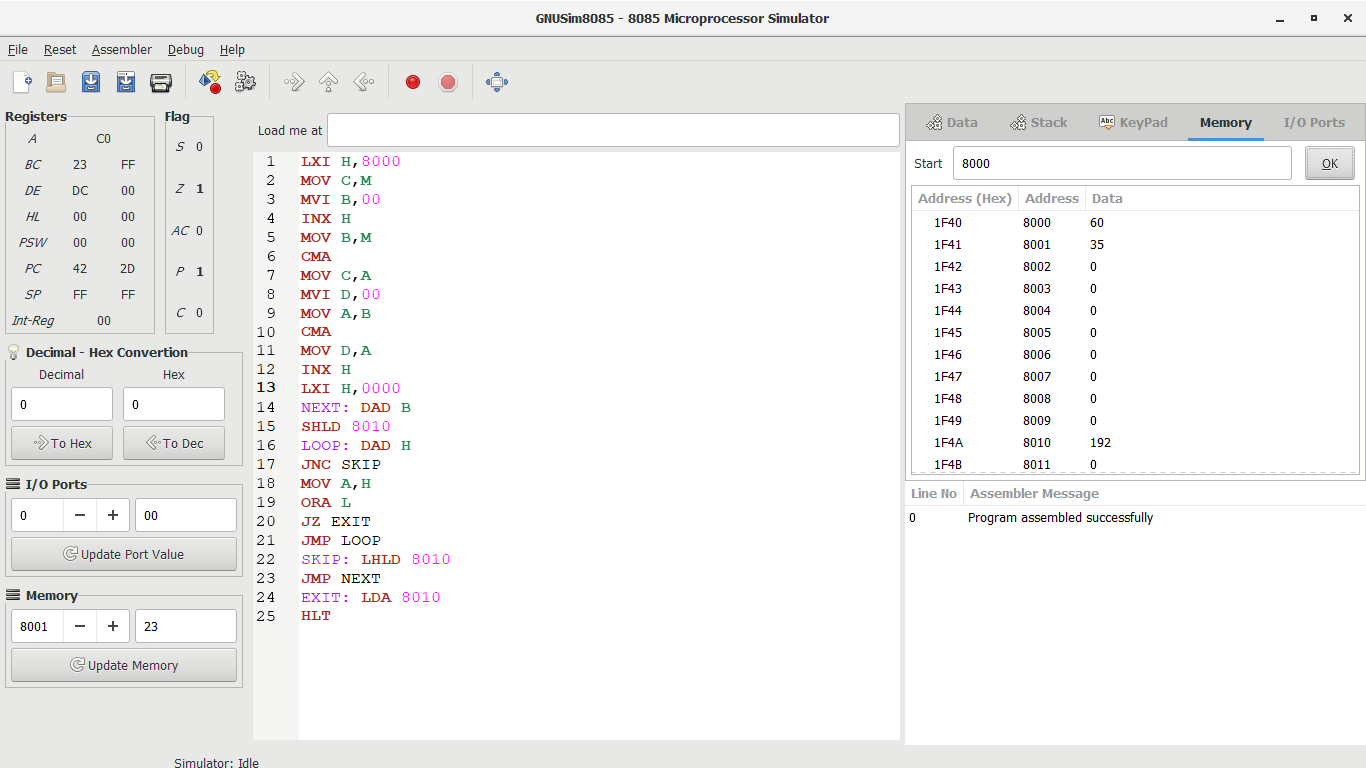 GNUSim8085 - 8085 Microprocessor Simulator
File Reset Assembler Debug Help
Registers
A C0
BC 23 FF
DE DC 00
HL 00 00
PSW 00 00
PC 42 2D
SP FF FF
Int-Reg 00
Flag
S 0
Z 1
AC 0
P 1
C 0
Decimal - Hex Convertion
Decimal Hex
0 0
To Hex To Dec
I/O Ports
0 − + 00
Update Port Value
Memory
8001 − + 23
Update Memory
Load me at
1 LXI H,8000
2 MOV C,M
3 MVI B,00
4 INX H
5 MOV B,M
6 CMA
7 MOV C,A
8 MVI D,00
9 MOV A,B
10 CMA
11 MOV D,A
12 INX H
13 LXI H,0000
14 NEXT: DAD B
15 SHLD 8010
16 LOOP: DAD H
17 JNC SKIP
18 MOV A,H
19 ORA L
20 JZ EXIT
21 JMP LOOP
22 SKIP: LHLD 8010
23 JMP NEXT
24 EXIT: LDA 8010
25 HLT
Data Stack Abc KeyPad Memory I/O Ports
Start 8000 OK
Address (Hex) Address Data
1F40 8000 60
1F41 8001 35
1F42 8002 0
1F43 8003 0
1F44 8004 0
1F45 8005 0
1F46 8006 0
1F47 8007 0
1F48 8008 0
1F49 8009 0
1F4A 8010 192
1F4B 8011 0
Line No Assembler Message
0 Program assembled successfully
Simulator: Idle